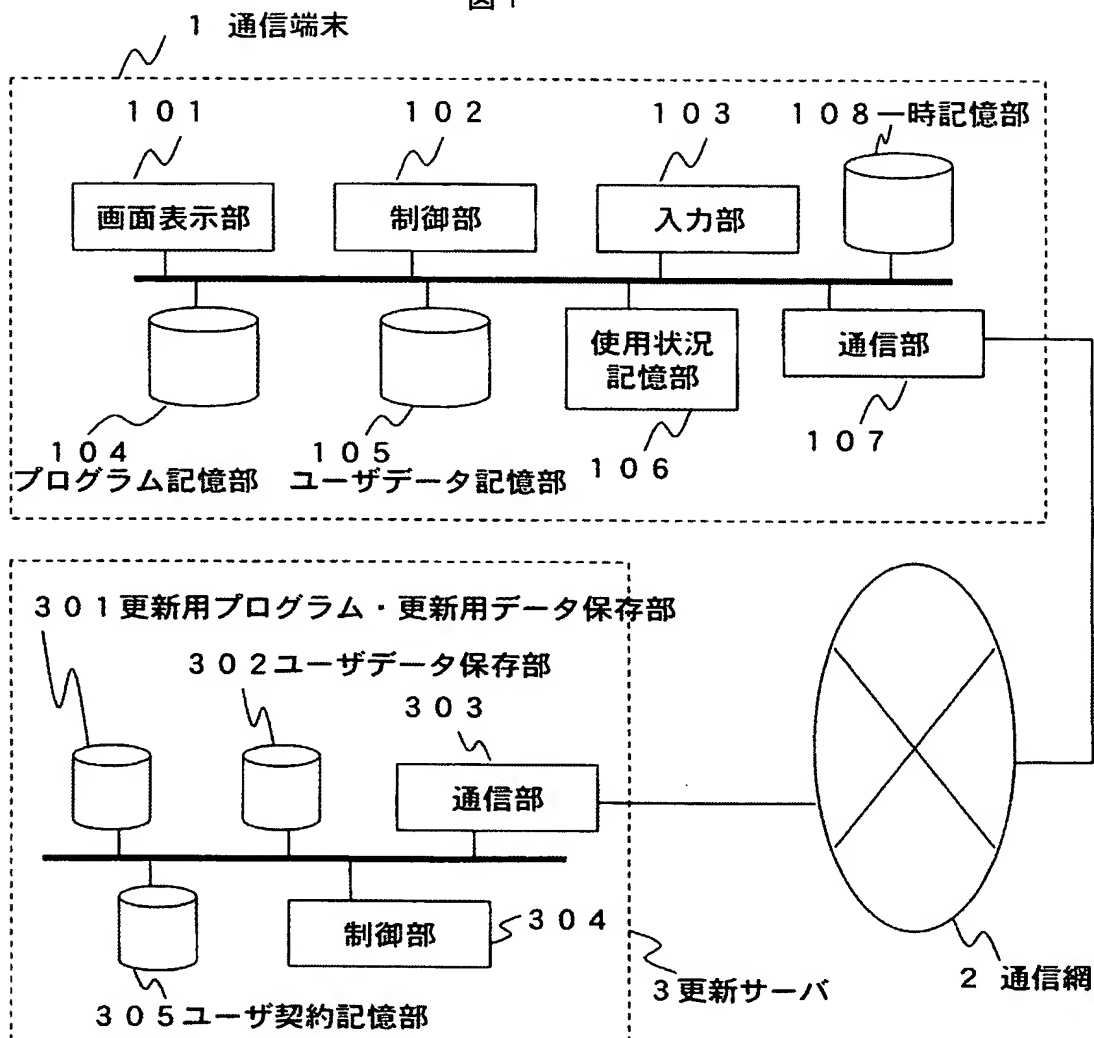 図1
1 通信端末
101
102
103
108一時記憶部
画面表示部
制御部
入力部
使用状況
記憶部
通信部
104
プログラム記憶部
105
ユーザデータ記憶部
106
107
301更新用プログラム・更新用データ保存部
302ユーザデータ保存部
303
通信部
制御部
304
305ユーザ契約記憶部
3更新サーバ
2 通信網